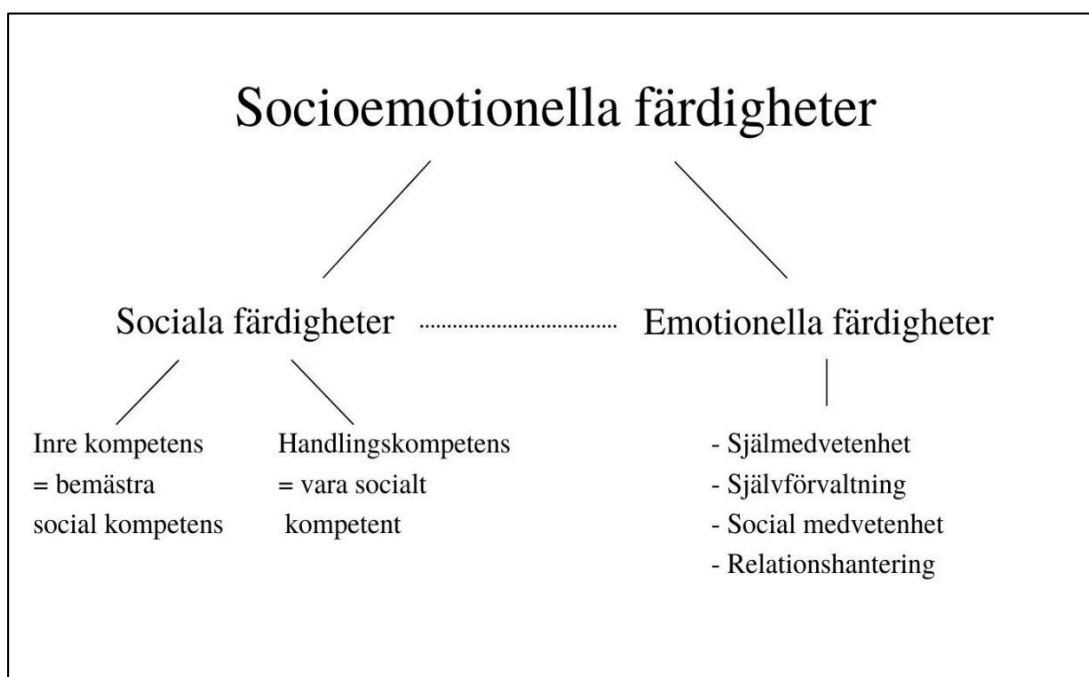 Socioemotionella färdigheter
Sociala färdigheter
Emotionella färdigheter
Inre kompetens
= bemästra
social kompetens
Handlingskompetens
= vara socialt
kompetent
- Själmedvetenhet
- Självförvaltning
- Social medvetenhet
- Relationshantering